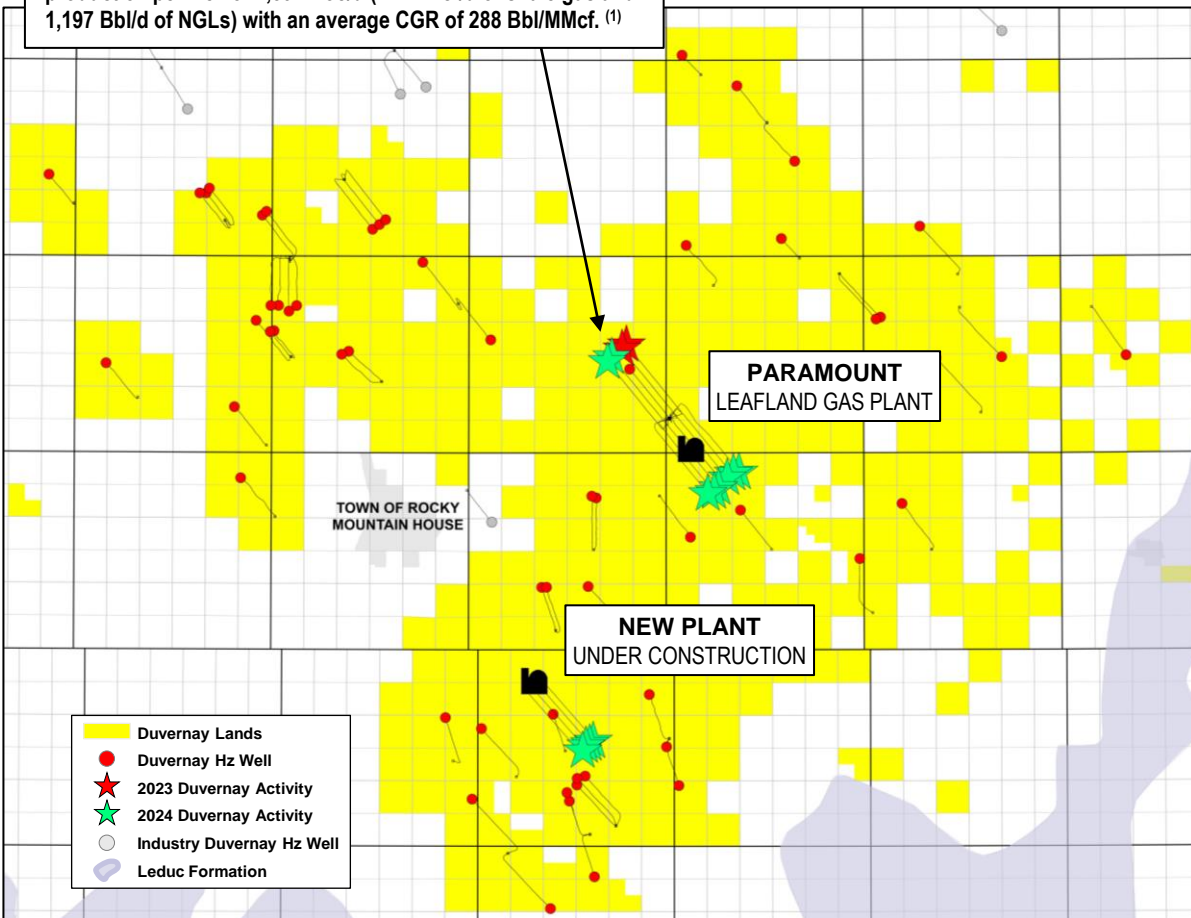 1,197 Bbl/d of NGLs) with an average CGR of 288 Bbl/MMcf. (1)
PARAMOUNT
LEAFLAND GAS PLANT
TOWN OF ROCKY
MOUNTAIN HOUSE
NEW PLANT
UNDER CONSTRUCTION
Duvernay Lands
Duvernay Hz Well
2023 Duvernay Activity
2024 Duvernay Activity
Industry Duvernay Hz Well
Leduc Formation